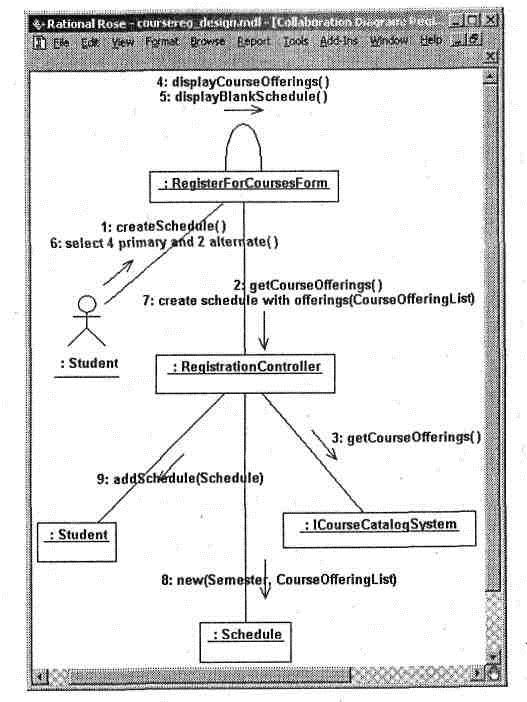 Rational Rose - coursereg_design.mdl - [Collaboration Diagram: Regi...
File Edit View Format Browse Report Tools Add-Ins Window Help
4: displayCourseOfferings( )
5: displayBlankSchedule( )
: RegisterForCoursesForm
1: createSchedule( )
6: select 4 primary and 2 alternate( )
2: getCourseOfferings( )
7: create schedule with offerings(CourseOfferingList)
: Student
: RegistrationController
3: getCourseOfferings( )
9: addSchedule(Schedule)
: Student
: ICourseCatalogSystem
8: new(Semester, CourseOfferingList)
: Schedule